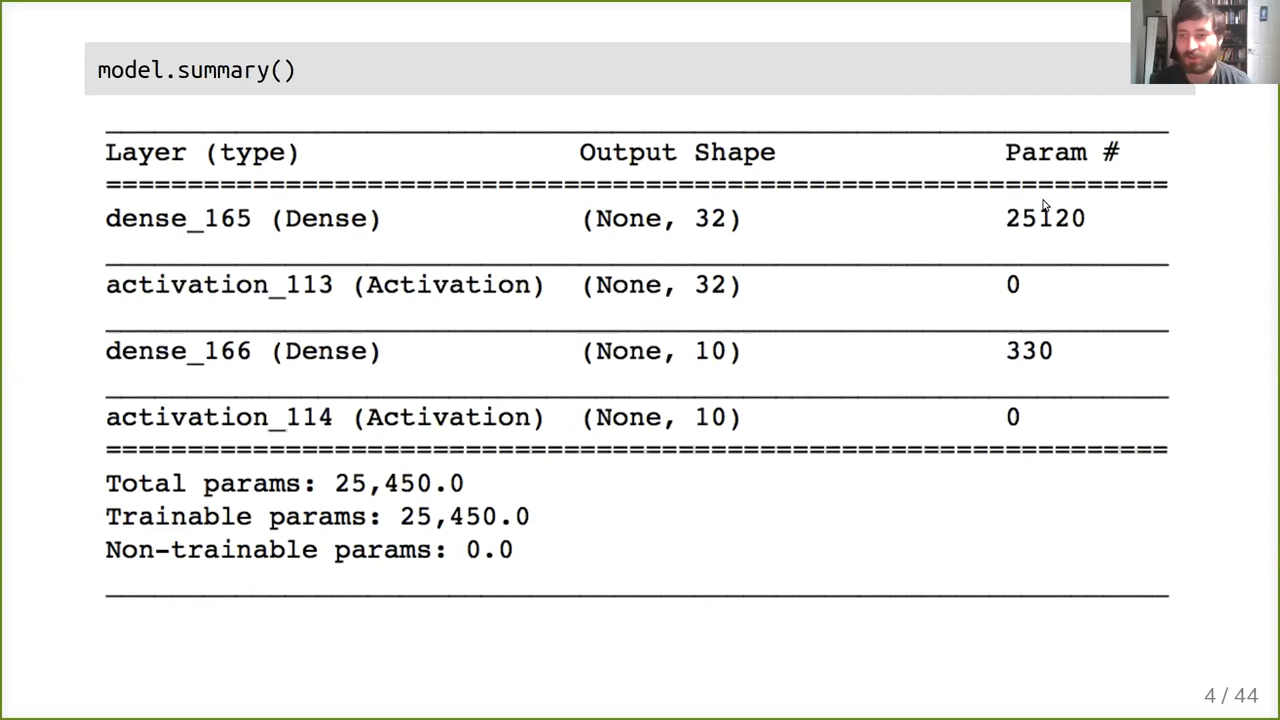 model.summary()
Layer (type) Output Shape Param #
dense_165 (Dense) (None, 32) 25120
activation_113 (Activation) (None, 32) 0
dense_166 (Dense) (None, 10) 330
activation_114 (Activation) (None, 10) 0
Total params: 25,450.0
Trainable params: 25,450.0
Non-trainable params: 0.0
4 / 44